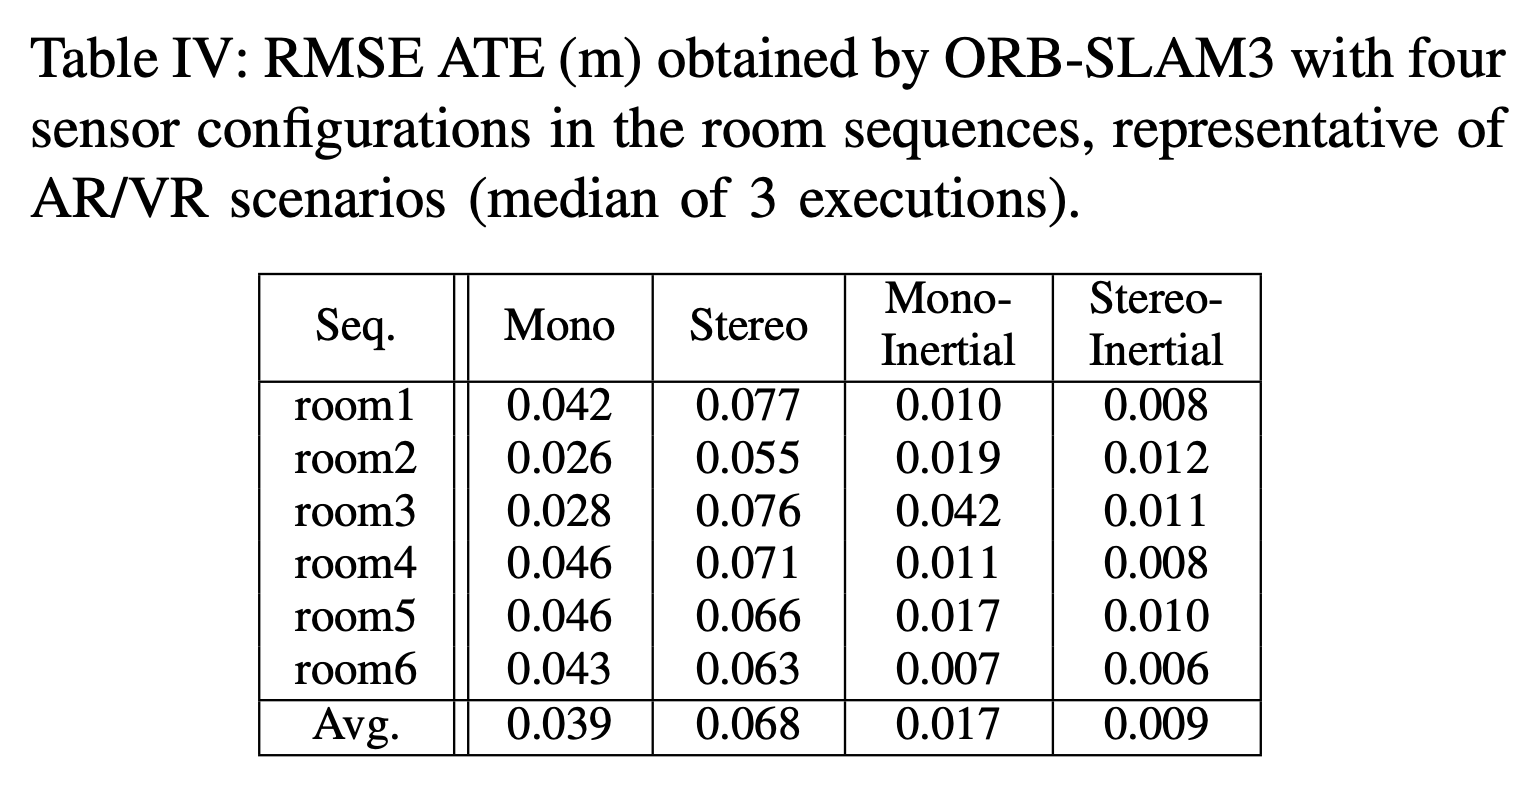 Table IV: RMSE ATE (m) obtained by ORB-SLAM3 with four
sensor configurations in the room sequences, representative of
AR/VR scenarios (median of 3 executions).
Seq. Mono Stereo Mono-Inertial Stereo-Inertial
room1 0.042 0.077 0.010 0.008
room2 0.026 0.055 0.019 0.012
room3 0.028 0.076 0.042 0.011
room4 0.046 0.071 0.011 0.008
room5 0.046 0.066 0.017 0.010
room6 0.043 0.063 0.007 0.006
Avg. 0.039 0.068 0.017 0.009